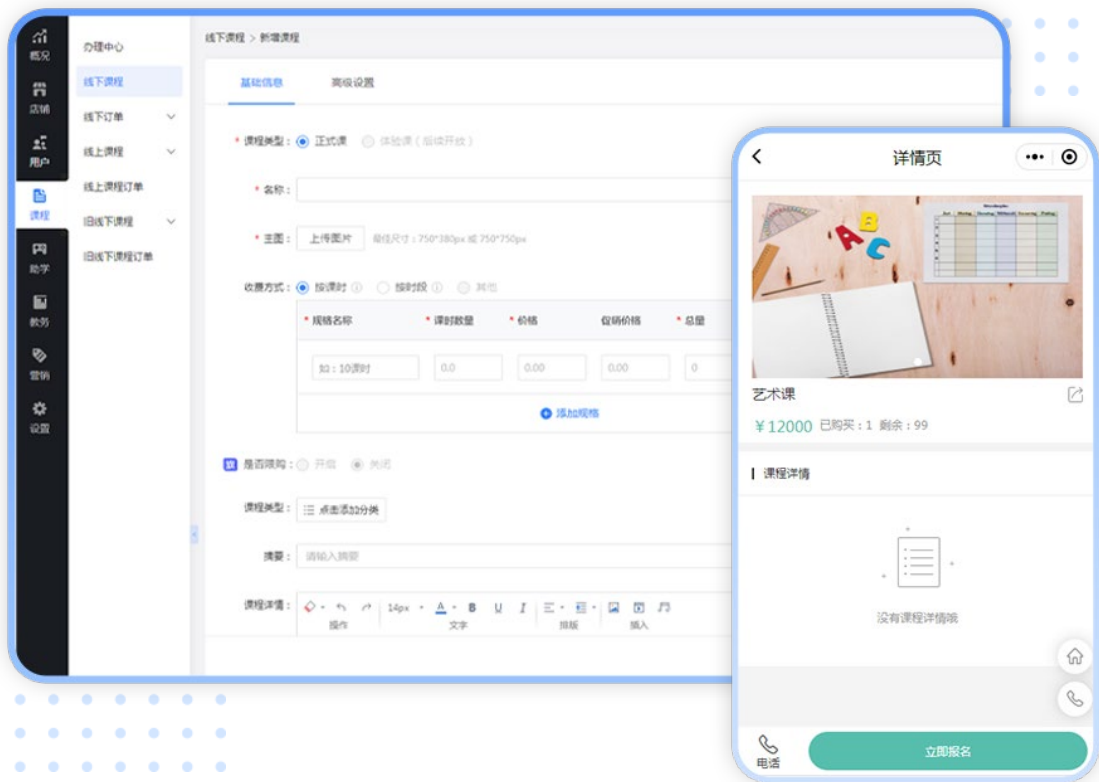 概况
店铺
用户
课程
助学
教务
营销
设置
办理中心
线下课程
线下订单
线上课程
线上课程订单
旧线下课程
旧线下课程订单
线下课程 > 新增课程
基础信息
高级设置
* 课程类型： 正式课 体验课（后续开放）
* 名称：
* 主图： 上传图片 最佳尺寸：750*380px 或 750*750px
收费方式： 按课时 按时段 其他
* 规格名称 * 课时数量 * 价格 促销价格 * 总量
如：10课时 0.0 0.00 0.00 0
添加规格
是否限购： 开启 关闭
课程类型： 点击添加分类
摘要： 请输入摘要
课程详情： 14px A B U I
操作 文字 排版 插入
详情页
A B C
艺术课
￥12000 已购买：1 剩余：99
课程详情
没有课程详情哦
电话
立即报名